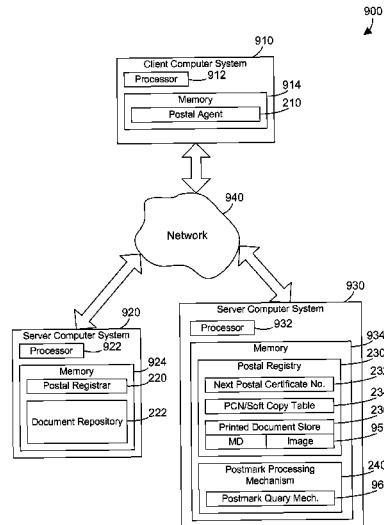 900
910
Client Computer System
Processor
912
914
Memory
Postal Agent
210
940
Network
920
Server Computer System
Processor
922
924
Memory
Postal Registrar
220
Document Repository
222
930
Server Computer System
Processor
932
934
Memory
Postal Registry
230
Next Postal Certificate No.
232
PCN/Soft Copy Table
234
Printed Document Store
236
MD
Image
Postmark Processing
Mechanism
240
Postmark Query Mech.